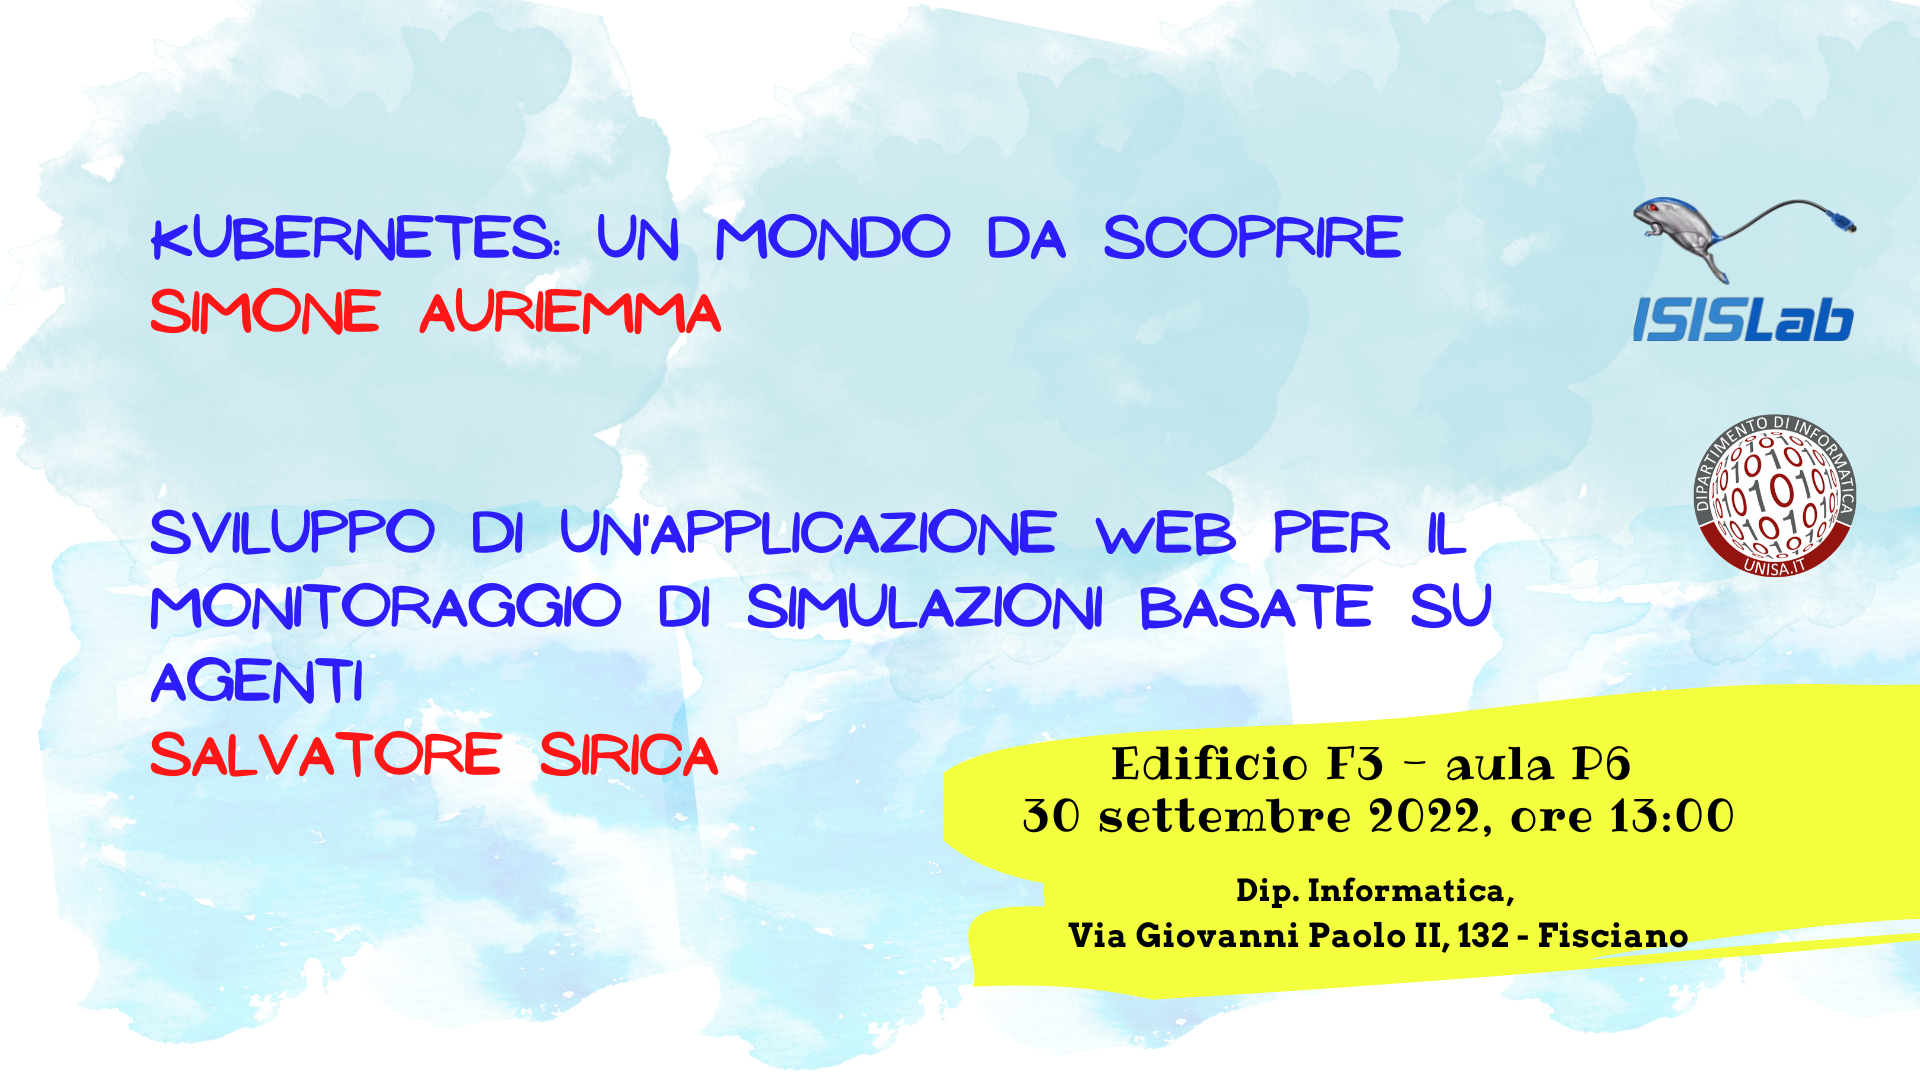 KUBERNETES: UN MONDO DA SCOPRIRE
SIMONE AURIEMMA
ISISLab
DIPARTIMENTO DI INFORMATICA
UNISA.IT
SVILUPPO DI UN'APPLICAZIONE WEB PER IL
MONITORAGGIO DI SIMULAZIONI BASATE SU
AGENTI
SALVATORE SIRICA
Edificio F3 – aula P6
30 settembre 2022, ore 13:00
Dip. Informatica,
Via Giovanni Paolo II, 132 - Fisciano